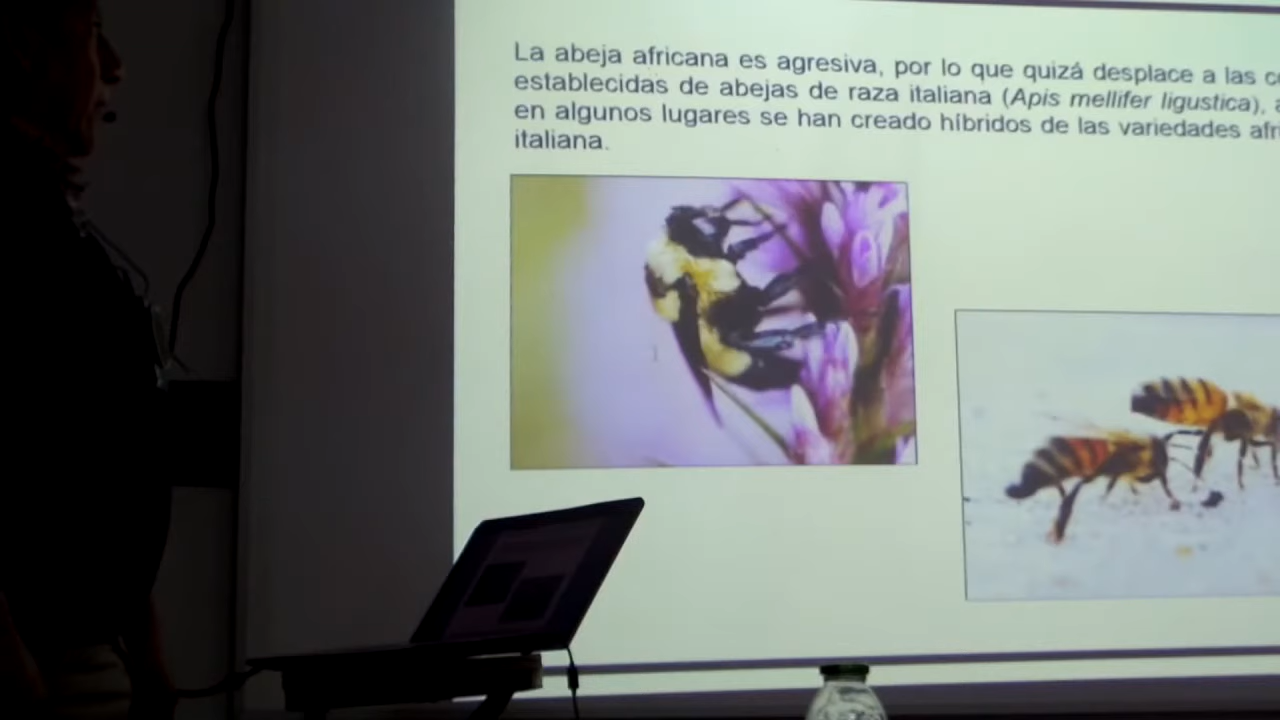 La abeja africana es agresiva, por lo que quizá desplace a las
establecidas de abejas de raza italiana (Apis mellifer ligustica),
en algunos lugares se han creado híbridos de las variedades
italiana.